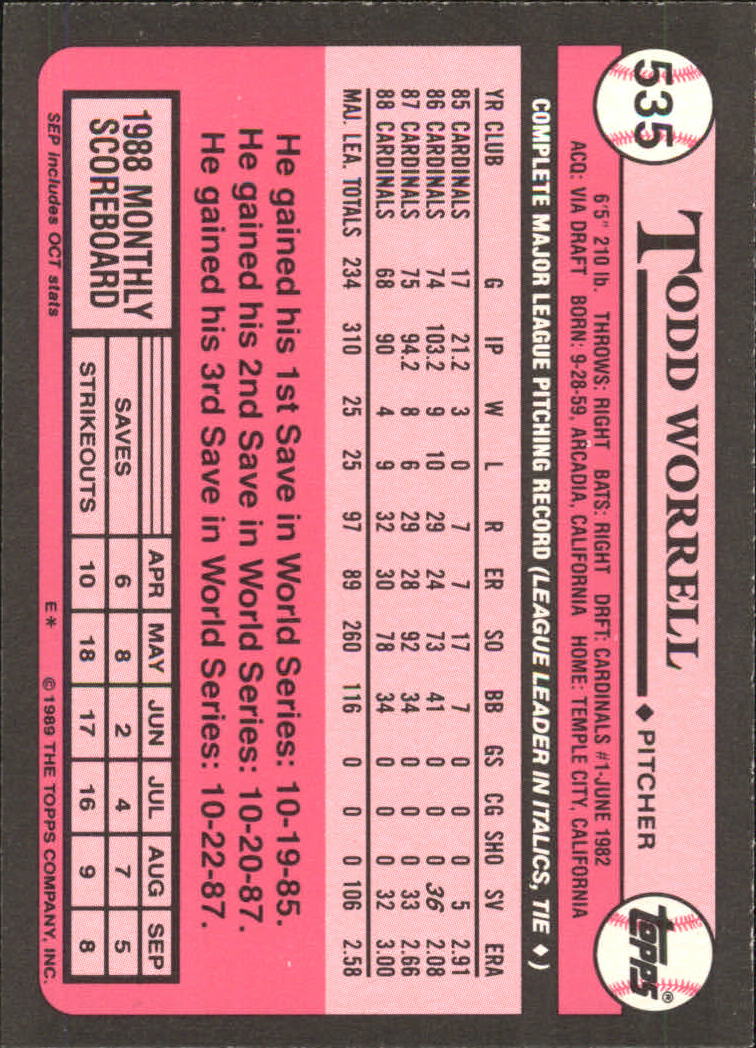 535
TODD WORRELL ♦ PITCHER
topps®
6'5" 210 lb. THROWS: RIGHT BATS: RIGHT DRFT: CARDINALS #1-JUNE 1982
ACQ: VIA DRAFT BORN: 9-28-59, ARCADIA, CALIFORNIA HOME: TEMPLE CITY, CALIFORNIA
COMPLETE MAJOR LEAGUE PITCHING RECORD (LEAGUE LEADER IN ITALICS, TIE ♦)
YR CLUB G IP W L R ER SO BB GS CG SHO SV ERA
85 CARDINALS 17 21.2 3 0 7 7 17 7 0 0 0 5 2.91
86 CARDINALS 74 103.2 9 10 29 24 73 41 0 0 0 36 2.08
87 CARDINALS 75 94.2 8 6 29 28 92 34 0 0 0 33 2.66
88 CARDINALS 68 90 4 9 32 30 78 34 0 0 0 32 3.00
MAJ. LEA. TOTALS 234 310 25 25 97 89 260 116 0 0 0 106 2.58
He gained his 1st Save in World Series: 10-19-85.
He gained his 2nd Save in World Series: 10-20-87.
He gained his 3rd Save in World Series: 10-22-87.
1988 MONTHLY
SCOREBOARD
APR MAY JUN JUL AUG SEP
SAVES 6 8 2 4 7 5
STRIKEOUTS 10 18 17 16 9 8
SEP includes OCT stats
E* © 1989 THE TOPPS COMPANY, INC.